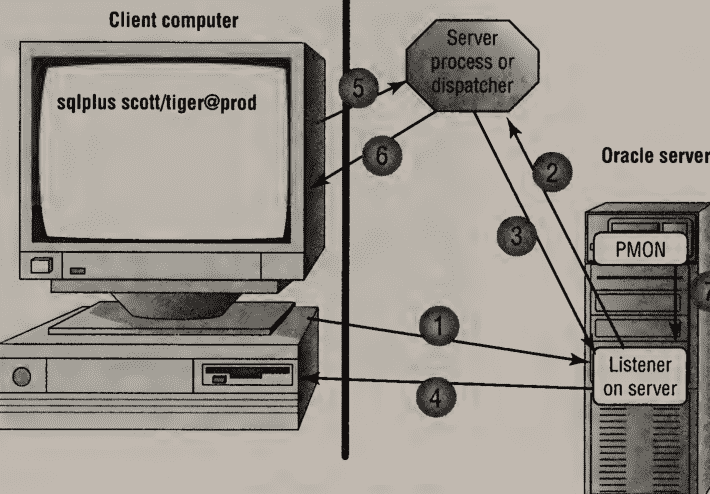 Client computer
sqlplus scott/tiger@prod
Server
process or
dispatcher
5
6
2
3
Oracle server
PMON
7
1
4
Listener
on server